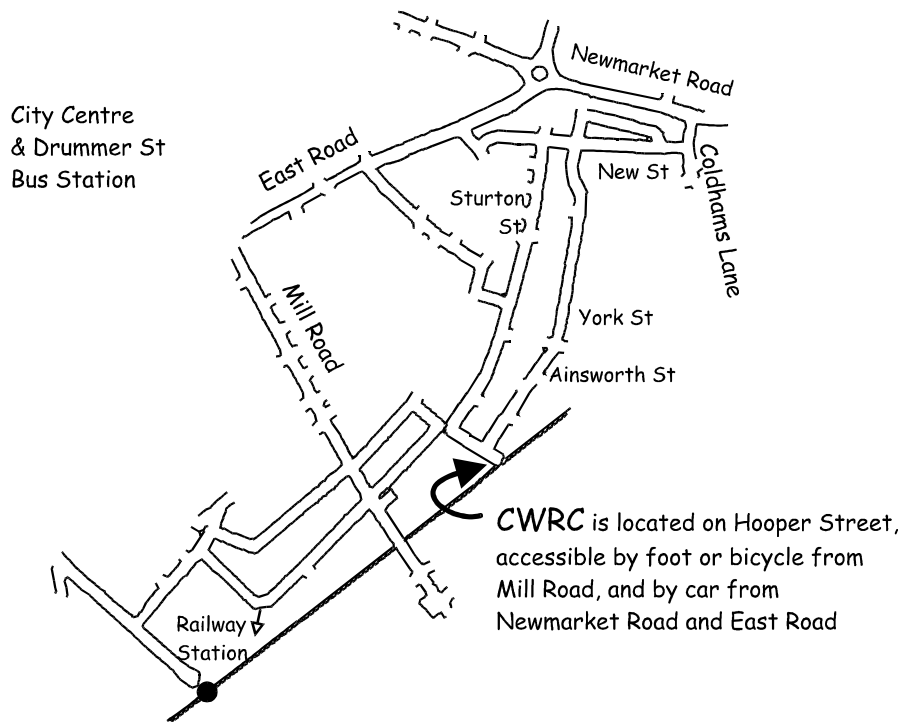 Newmarket Road
City Centre
& Drummer St
Bus Station
East Road
New St
Coldhams Lane
Sturton
St
Mill Road
York St
Ainsworth St
CWRC is located on Hooper Street,
accessible by foot or bicycle from
Mill Road, and by car from
Newmarket Road and East Road
Railway
Station